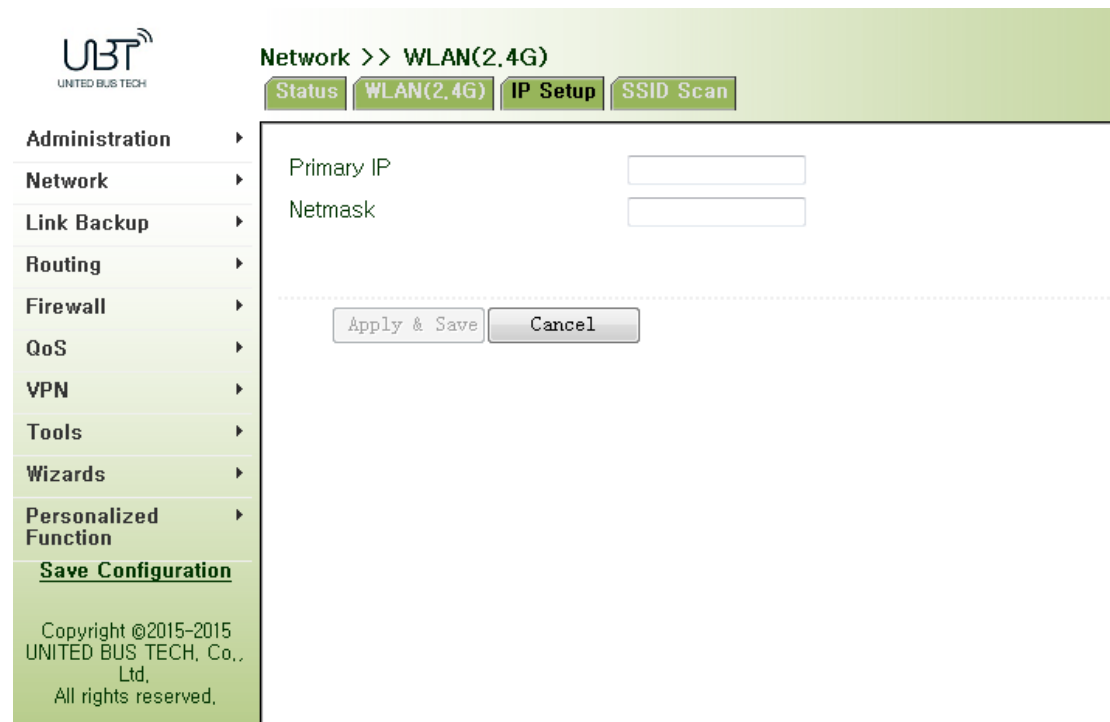 UBT
UNITED BUS TECH
Network >> WLAN(2,4G)
Status WLAN(2,4G) IP Setup SSID Scan
Administration
Network
Link Backup
Routing
Firewall
QoS
VPN
Tools
Wizards
Personalized
Function
Save Configuration
Copyright ©2015-2015
UNITED BUS TECH, Co,,
Ltd,
All rights reserved,
Primary IP
Netmask
Apply & Save Cancel